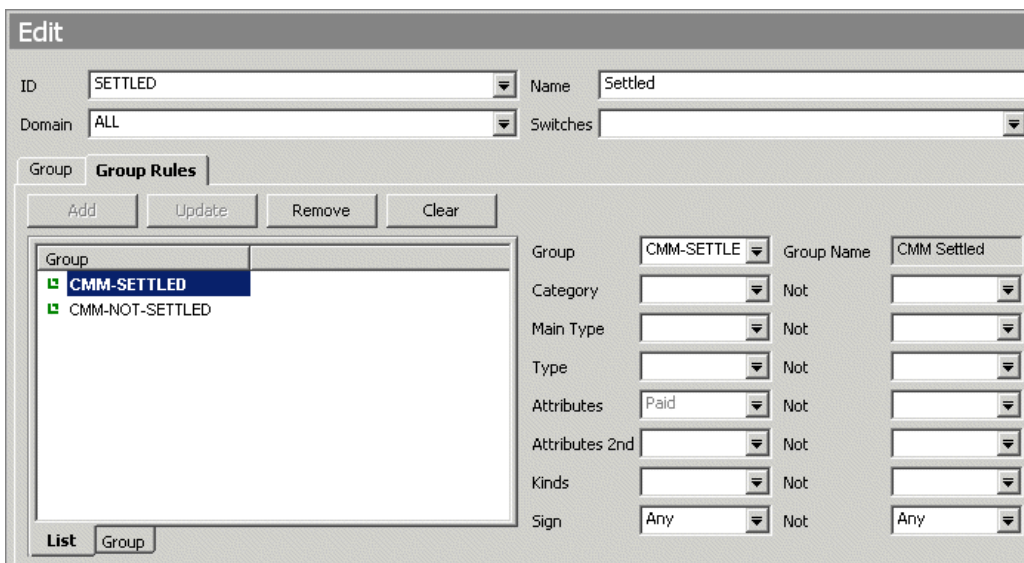 Edit
ID SETTLED Name Settled
Domain ALL Switches
Group Group Rules
Add Update Remove Clear
Group
CMM-SETTLED
CMM-NOT-SETTLED
List Group
Group CMM-SETTLE Group Name CMM Settled
Category Not
Main Type Not
Type Not
Attributes Paid Not
Attributes 2nd Not
Kinds Not
Sign Any Not Any